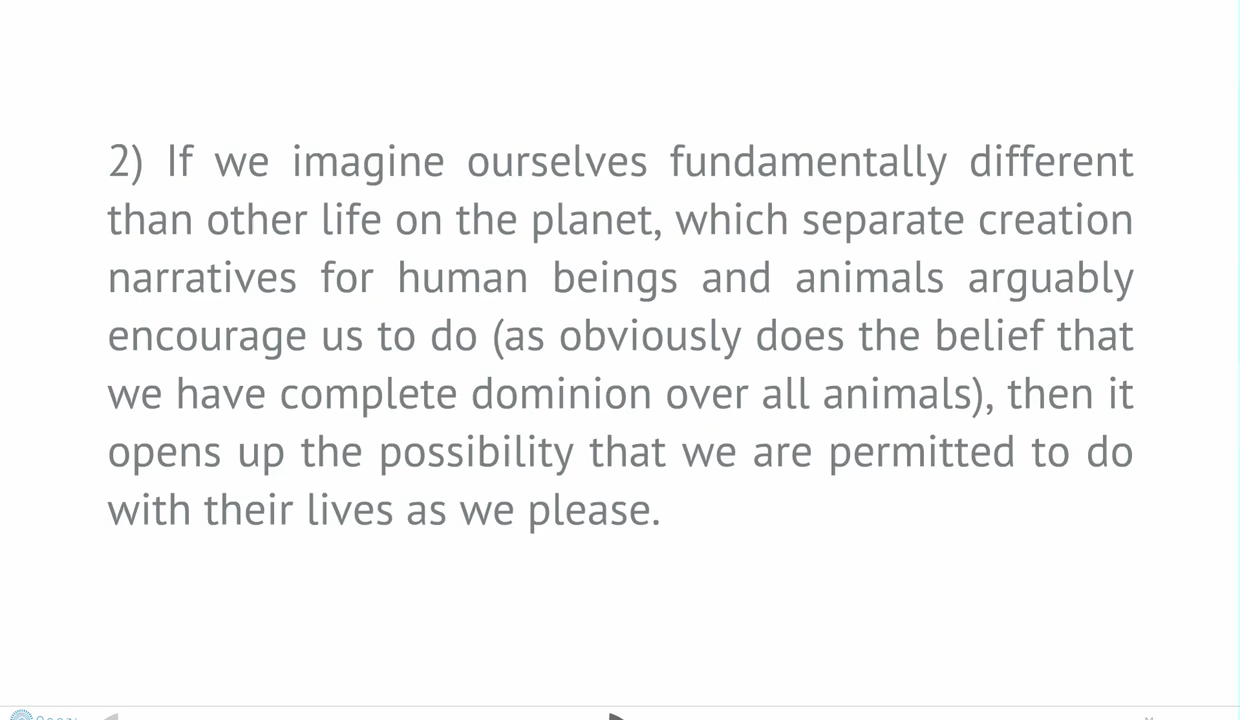 2) If we imagine ourselves fundamentally different
than other life on the planet, which separate creation
narratives for human beings and animals arguably
encourage us to do (as obviously does the belief that
we have complete dominion over all animals), then it
opens up the possibility that we are permitted to do
with their lives as we please.